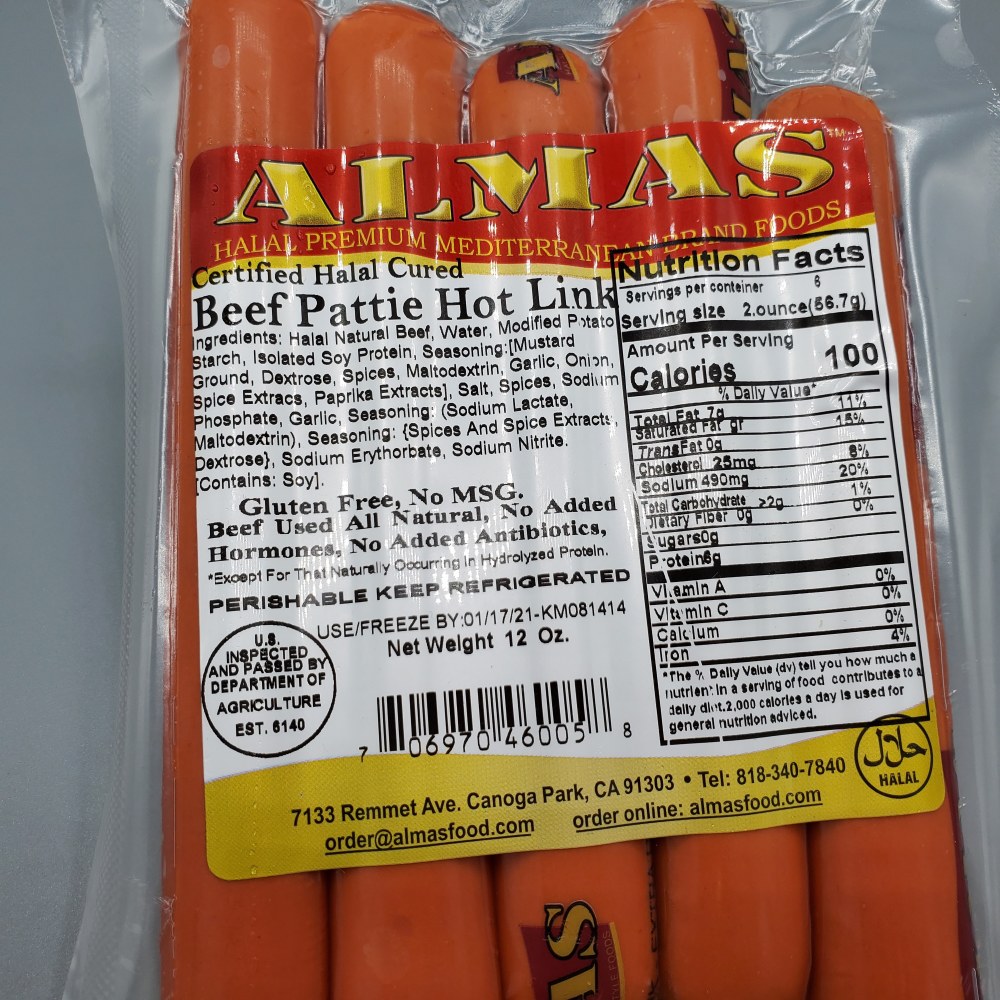 ALMAS™
HALAL PREMIUM MEDITERRANEAN BRAND FOODS
Certified Halal Cured
Beef Pattie Hot Link
Ingredients: Halal Natural Beef, Water, Modified Potato
Starch, Isolated Soy Protein, Seasoning:[Mustard
Ground, Dextrose, Spices, Maltodextrin, Garlic, Onion,
Spice Extracs, Paprika Extracts], Salt, Spices, Sodium
Phosphate, Garlic, Seasoning: (Sodium Lactate,
Maltodextrin), Seasoning: {Spices And Spice Extracts,
Dextrose}, Sodium Erythorbate, Sodium Nitrite.
[Contains: Soy].
Gluten Free, No MSG.
Beef Used All Natural, No Added
Hormones, No Added Antibiotics,
*Except For That Naturally Occurring in Hydrolyzed Protein.
PERISHABLE KEEP REFRIGERATED
USE/FREEZE BY:01/17/21-KM081414
Net Weight 12 Oz.
U.S.
INSPECTED
AND PASSED BY
DEPARTMENT OF
AGRICULTURE
EST. 6140
7 06970 46005 8
Nutrition Facts
Servings per conteiner 6
Serving size 2.ounce(56.7g)
Amount Per Serving
Calories 100
% Daily Value*
Total Fat 7g 11%
Saturated Fat gr 15%
Trans Fat 0g
Cholesterol 25mg 8%
Sodium 490mg 20%
Total Carbohydrate >2g 1%
Dietary Fiber 0g 0%
Sugars0g
Protein6g
Vitamin A 0%
Vitamin C 0%
Calcium 0%
Iron 4%
*The % Daily Value (dv) tell you how much a
nutrient in a serving of food contributes to a
daily diet.2,000 calories a day is used for
general nutrition adviced.
حلال
HALAL
7133 Remmet Ave. Canoga Park, CA 91303 • Tel: 818-340-7840
order@almasfood.com order online: almasfood.com